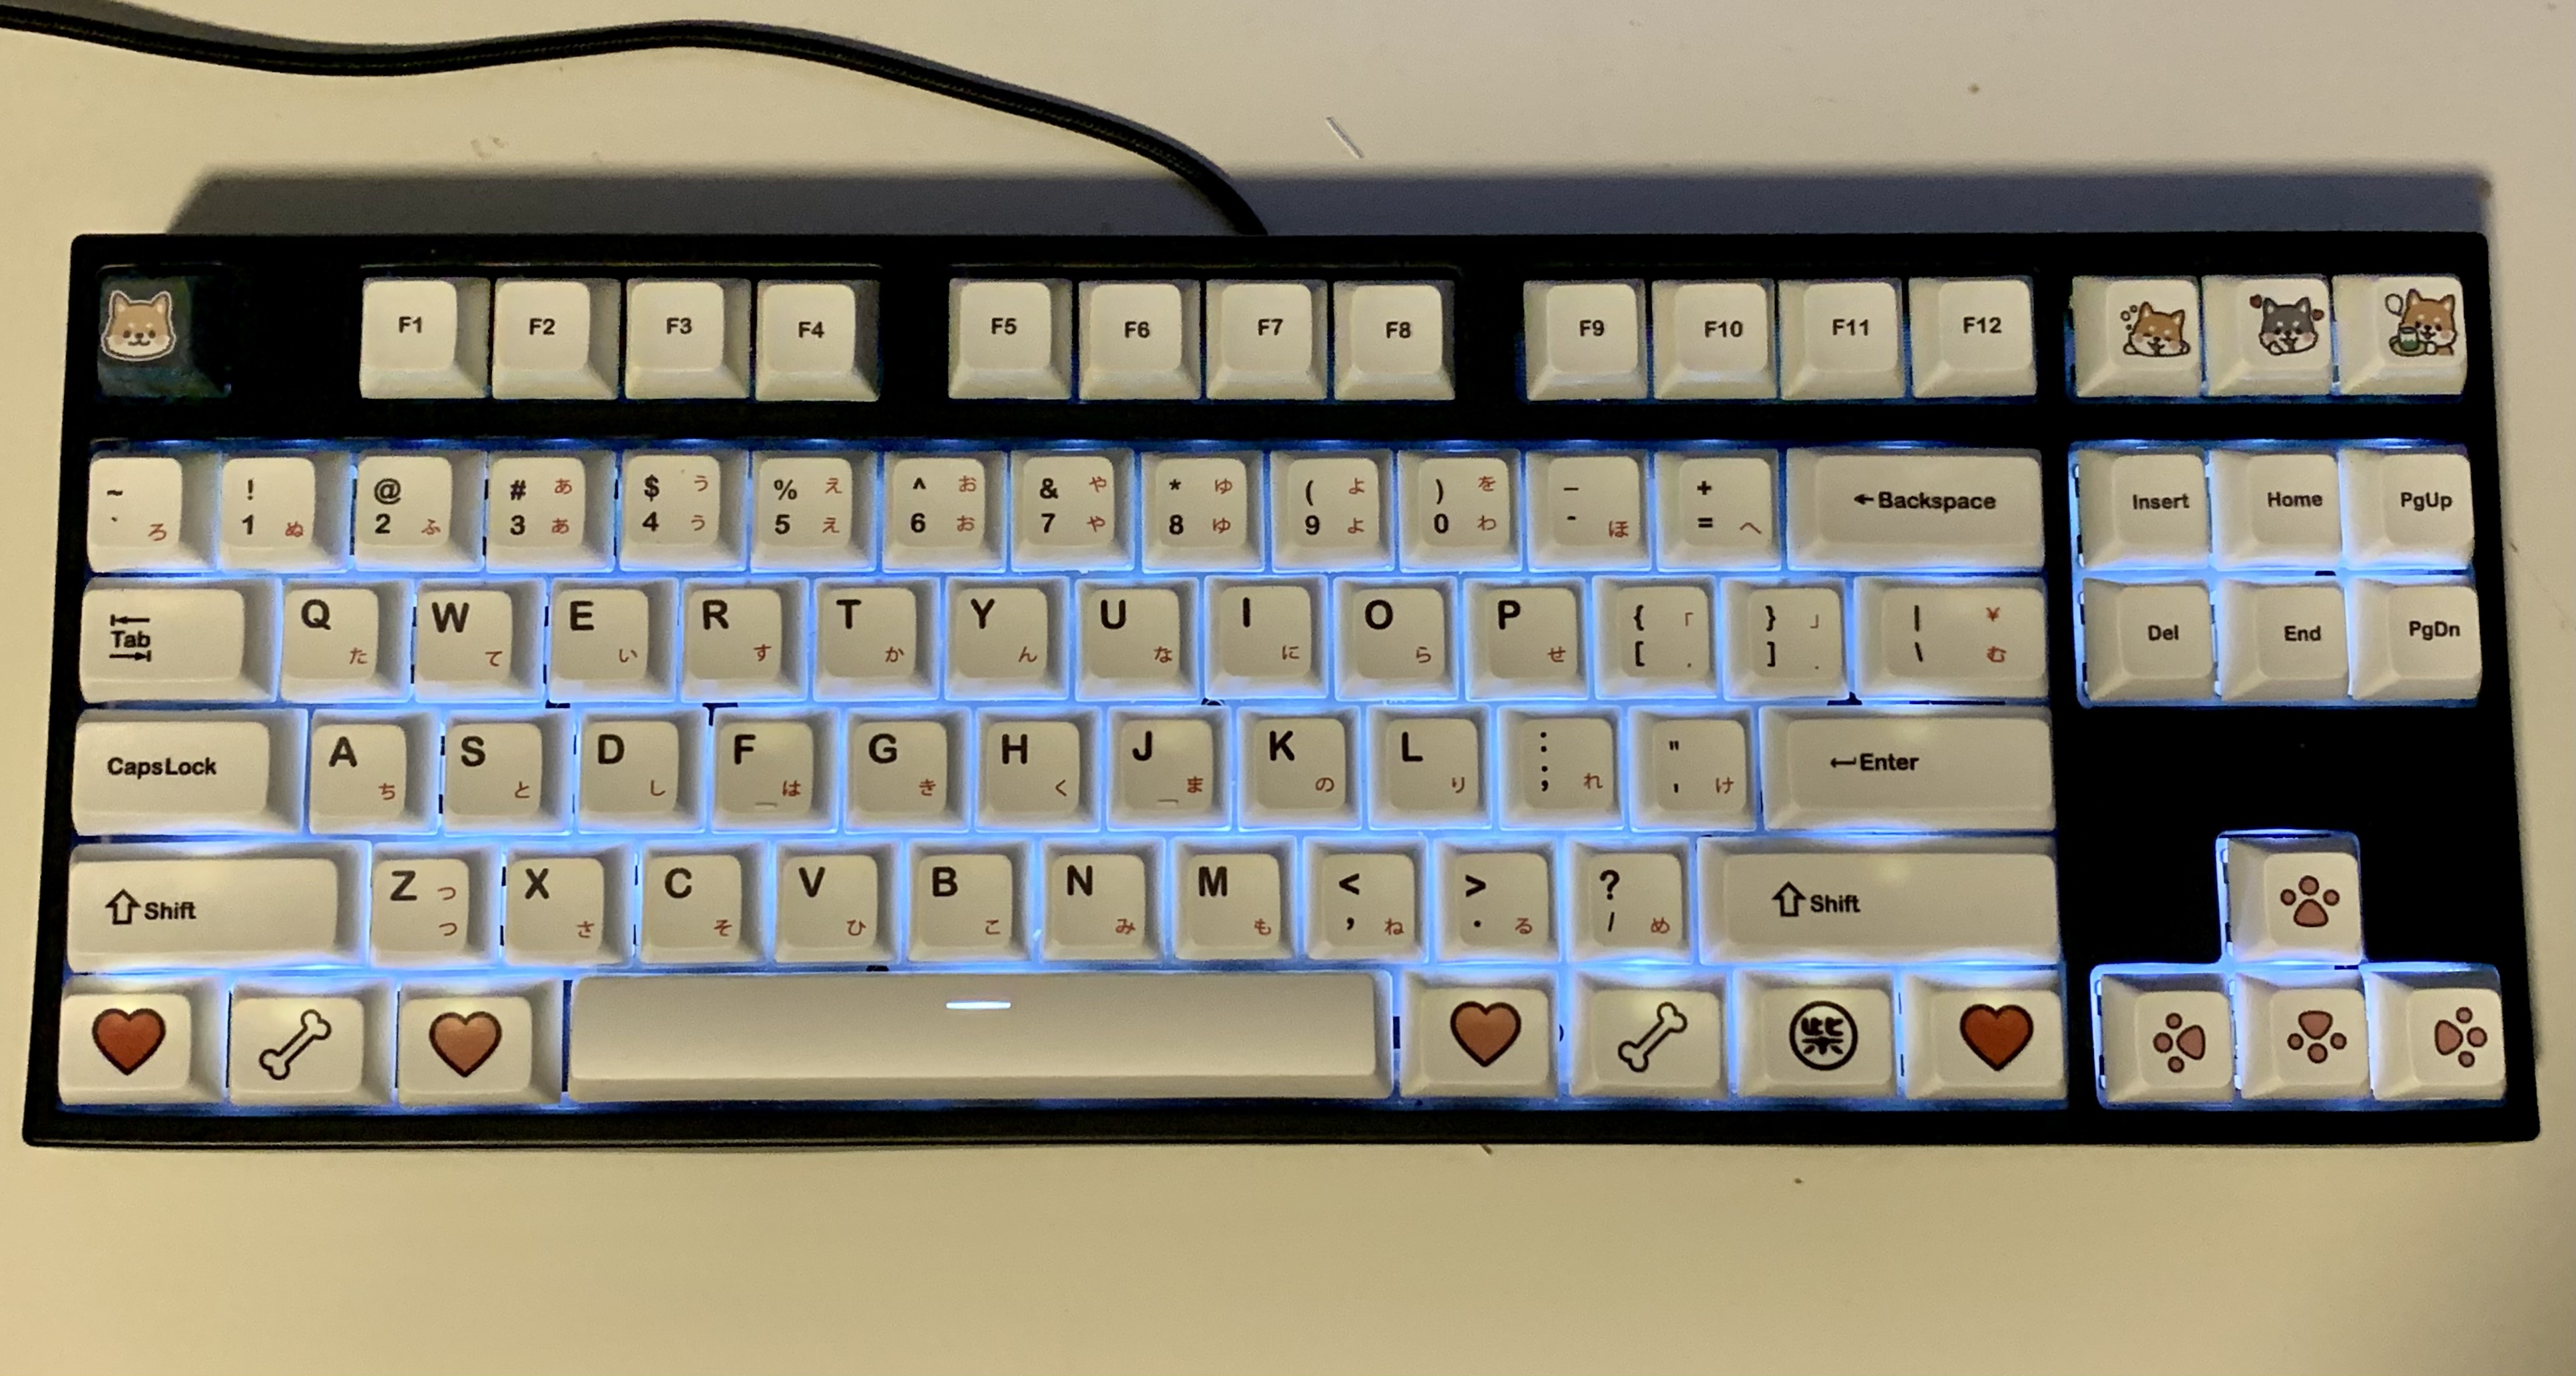 F1 F2 F3 F4 F5 F6 F7 F8 F9 F10 F11 F12
~ ! @ # あ $ う % え ^ お & や * ゆ ( よ ) を _ +
` ろ 1 ぬ 2 ふ 3 あ 4 う 5 え 6 お 7 や 8 ゆ 9 よ 0 わ - ほ = へ ←Backspace Insert Home PgUp
Tab Q た W て E い R す T か Y ん U な I に O ら P せ { 「 } 」 | ¥
[ ] \ む Del End PgDn
CapsLock A ち S と D し F は G き H く J ま K の L り : ; れ " ' け Enter
⇧Shift Z っ つ X さ C そ V ひ B こ N み M も < , ね > . る ? / め ⇧Shift
柴